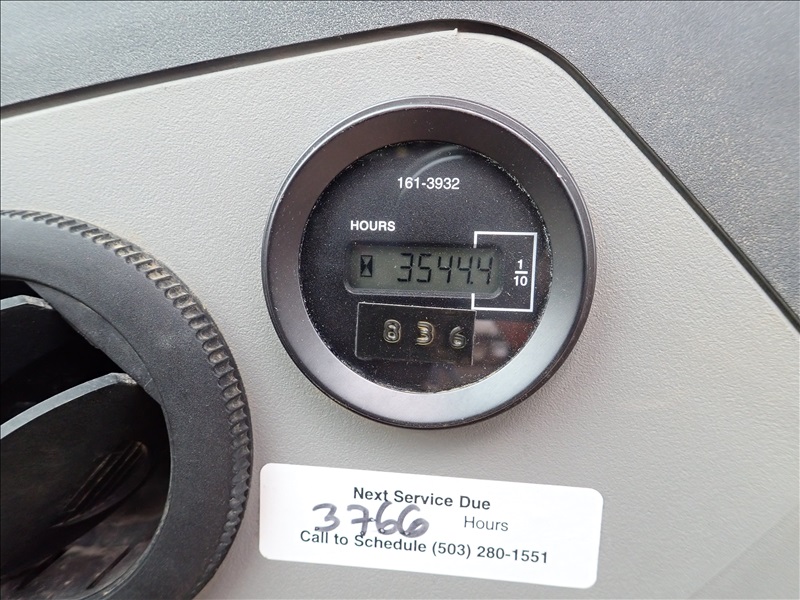 161-3932
HOURS
3544.4
1/10
836
Next Service Due
3766 Hours
Call to Schedule (503) 280-1551